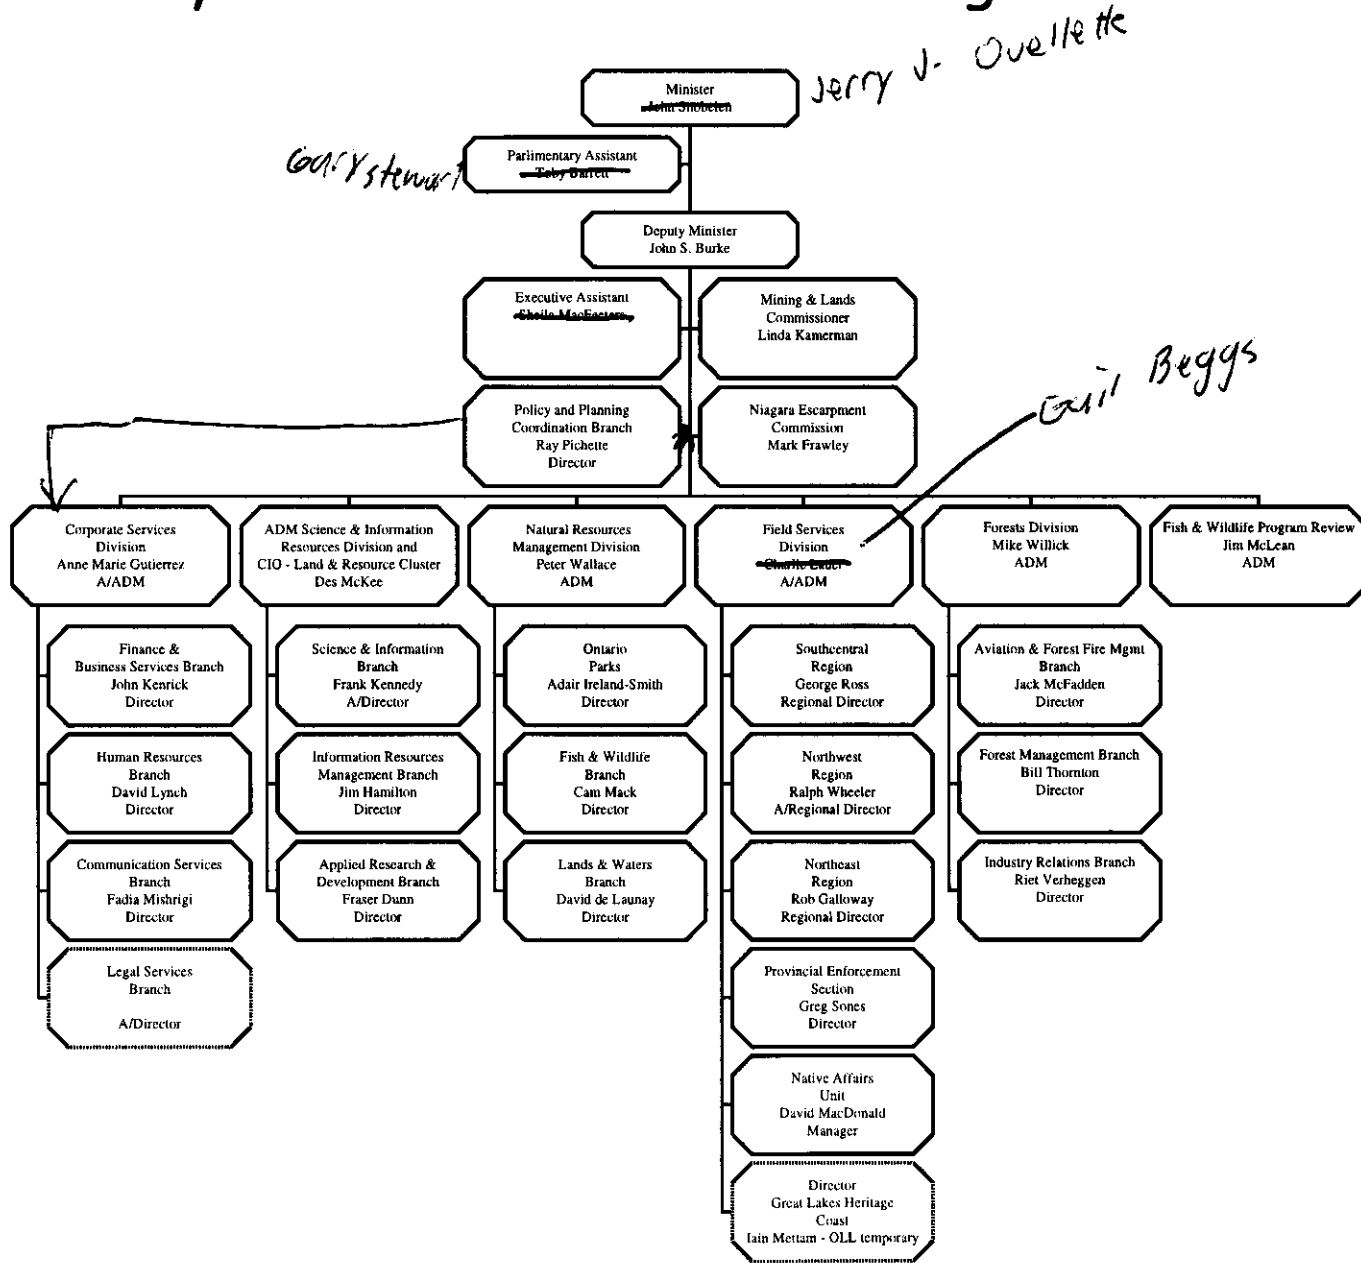 Jerry J. Ouellette
Minister
John Snobelen
Gary Stewart
Parlimentary Assistant
Toby Barrett
Deputy Minister
John S. Burke
Executive Assistant
Sheila MacFeeters
Mining & Lands
Commissioner
Linda Kamerman
Gail Beggs
Policy and Planning
Coordination Branch
Ray Pichette
Director
Niagara Escarpment
Commission
Mark Frawley
Corporate Services
Division
Anne Marie Gutierrez
A/ADM
ADM Science & Information
Resources Division and
CIO - Land & Resource Cluster
Des McKee
Natural Resources
Management Division
Peter Wallace
ADM
Field Services
Division
Charlie Lauer
A/ADM
Forests Division
Mike Willick
ADM
Fish & Wildlife Program Review
Jim McLean
ADM
Finance &
Business Services Branch
John Kenrick
Director
Science & Information
Branch
Frank Kennedy
A/Director
Ontario
Parks
Adair Ireland-Smith
Director
Southcentral
Region
George Ross
Regional Director
Aviation & Forest Fire Mgmt
Branch
Jack McFadden
Director
Human Resources
Branch
David Lynch
Director
Information Resources
Management Branch
Jim Hamilton
Director
Fish & Wildlife
Branch
Cam Mack
Director
Northwest
Region
Ralph Wheeler
A/Regional Director
Forest Management Branch
Bill Thornton
Director
Communication Services
Branch
Fadia Mishrigi
Director
Applied Research &
Development Branch
Fraser Dunn
Director
Lands & Waters
Branch
David de Launay
Director
Northeast
Region
Rob Galloway
Regional Director
Industry Relations Branch
Riet Verheggen
Director
Legal Services
Branch
A/Director
Provincial Enforcement
Section
Greg Sones
Director
Native Affairs
Unit
David MacDonald
Manager
Director
Great Lakes Heritage
Coast
Iain Mettam - OLL temporary